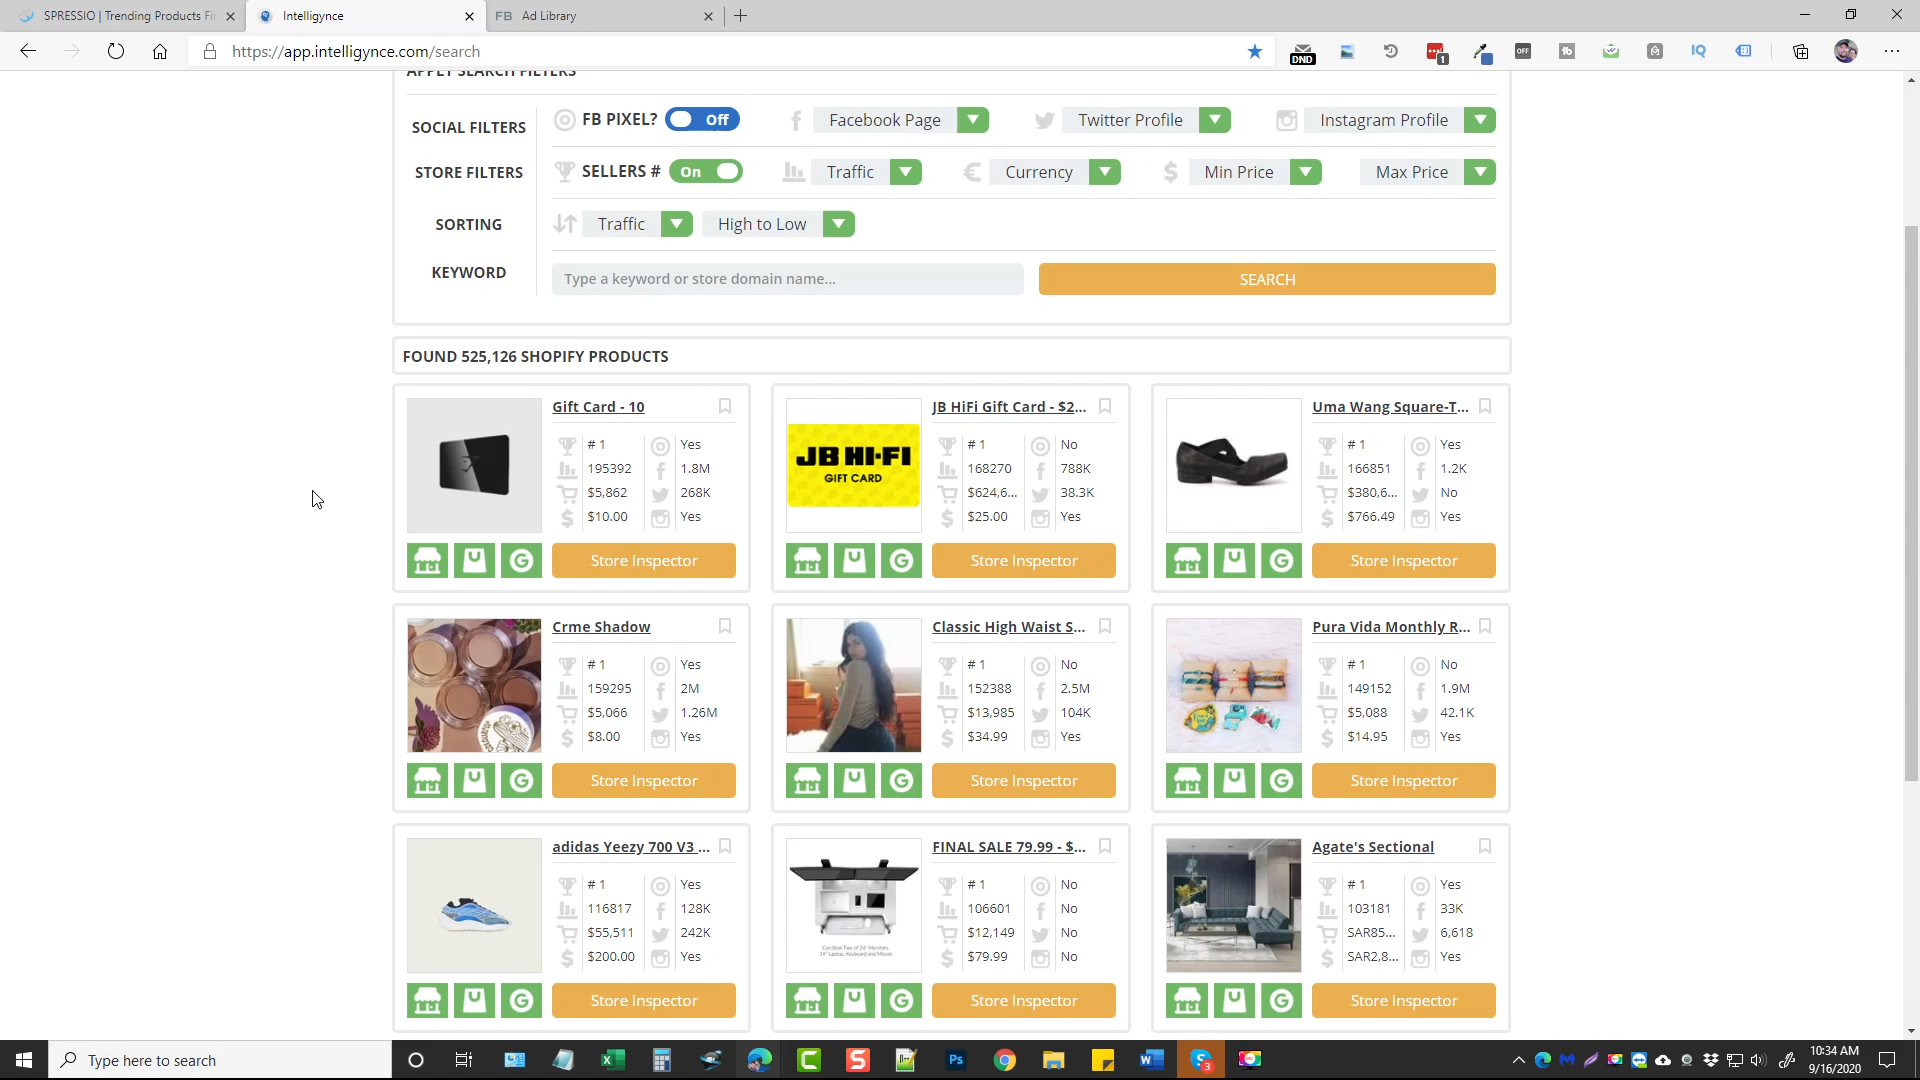 SPRESSIO | Trending Products Fi
Intelligynce
FB Ad Library
https://app.intelligynce.com/search
DND
1
OFF
IQ
APPLY SEARCH FILTERS
SOCIAL FILTERS
FB PIXEL? Off
Facebook Page
Twitter Profile
Instagram Profile
STORE FILTERS
SELLERS # On
Traffic
Currency
Min Price
Max Price
SORTING
Traffic
High to Low
KEYWORD
Type a keyword or store domain name...
SEARCH
FOUND 525,126 SHOPIFY PRODUCTS
Gift Card - 10
# 1 Yes
195392 1.8M
$5,862 268K
$10.00 Yes
Store Inspector
JB HiFi Gift Card - $2...
JB HI-FI
GIFT CARD
# 1 No
168270 788K
$624,6... 38.3K
$25.00 Yes
Store Inspector
Uma Wang Square-T...
# 1 Yes
166851 1.2K
$380,6... No
$766.49 Yes
Store Inspector
Crme Shadow
# 1 Yes
159295 2M
$5,066 1.26M
$8.00 Yes
Store Inspector
Classic High Waist S...
# 1 No
152388 2.5M
$13,985 104K
$34.99 Yes
Store Inspector
Pura Vida Monthly R...
# 1 No
149152 1.9M
$5,088 42.1K
$14.95 Yes
Store Inspector
adidas Yeezy 700 V3 ...
# 1 Yes
116817 128K
$55,511 242K
$200.00 Yes
Store Inspector
FINAL SALE 79.99 - $...
# 1 No
106601 No
$12,149 No
$79.99 No
Store Inspector
Agate's Sectional
# 1 Yes
103181 33K
SAR85... 6,618
SAR2,8... Yes
Store Inspector
Type here to search
Ps
3
10:34 AM
9/16/2020